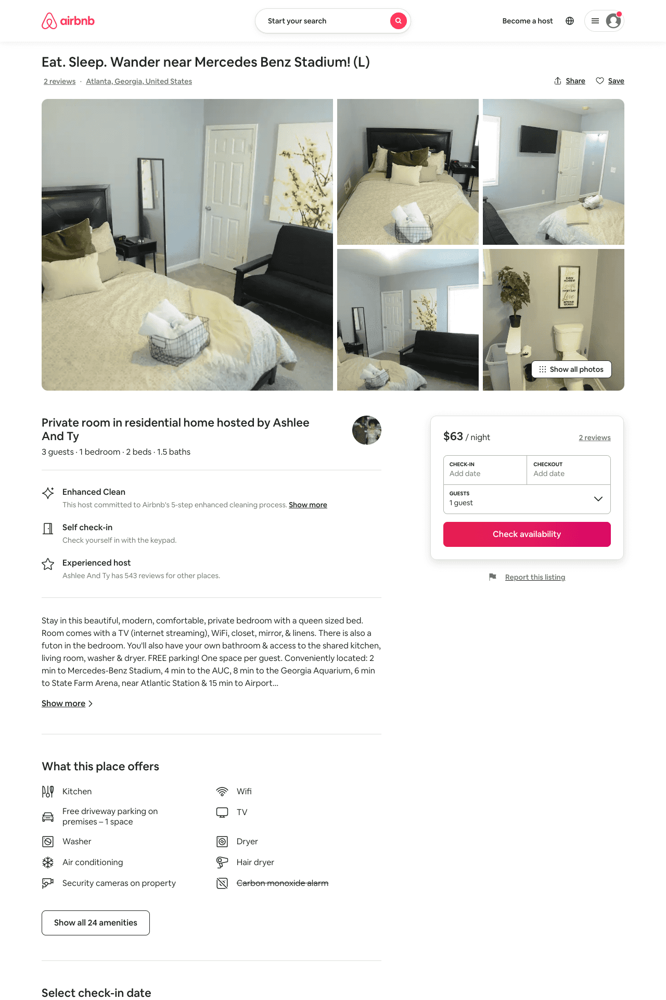 airbnb
Start your search
Become a host
Eat. Sleep. Wander near Mercedes Benz Stadium! (L)
2 reviews · Atlanta, Georgia, United States
Share
Save
Love
EVERY
MOMENT
Laugh
EVERY DAY
Love
BEYOND
WORDS
Show all photos
Private room in residential home hosted by Ashlee
And Ty
3 guests · 1 bedroom · 2 beds · 1.5 baths
Enhanced Clean
This host committed to Airbnb's 5-step enhanced cleaning process. Show more
Self check-in
Check yourself in with the keypad.
Experienced host
Ashlee And Ty has 543 reviews for other places.
$63 / night
2 reviews
CHECK-IN
Add date
CHECKOUT
Add date
GUESTS
1 guest
Check availability
Report this listing
Stay in this beautiful, modern, comfortable, private bedroom with a queen sized bed.
Room comes with a TV (internet streaming), WiFi, closet, mirror, & linens. There is also a
futon in the bedroom. You'll also have your own bathroom & access to the shared kitchen,
living room, washer & dryer. FREE parking! One space per guest. Conveniently located: 2
min to Mercedes-Benz Stadium, 4 min to the AUC, 8 min to the Georgia Aquarium, 6 min
to State Farm Arena, near Atlantic Station & 15 min to Airport...
Show more
What this place offers
Kitchen
Wifi
Free driveway parking on
premises – 1 space
TV
Washer
Dryer
Air conditioning
Hair dryer
Security cameras on property
Carbon monoxide alarm
Show all 24 amenities
Select check-in date